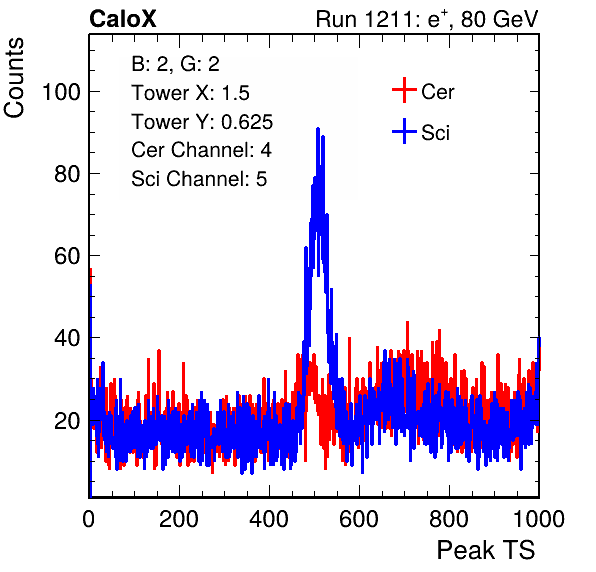 CaloX Run 1211: e⁺, 80 GeV
B: 2, G: 2
Tower X: 1.5
Tower Y: 0.625
Cer Channel: 4
Sci Channel: 5
Cer
Sci
Counts
100
80
60
40
20
0 200 400 600 800 1000
Peak TS